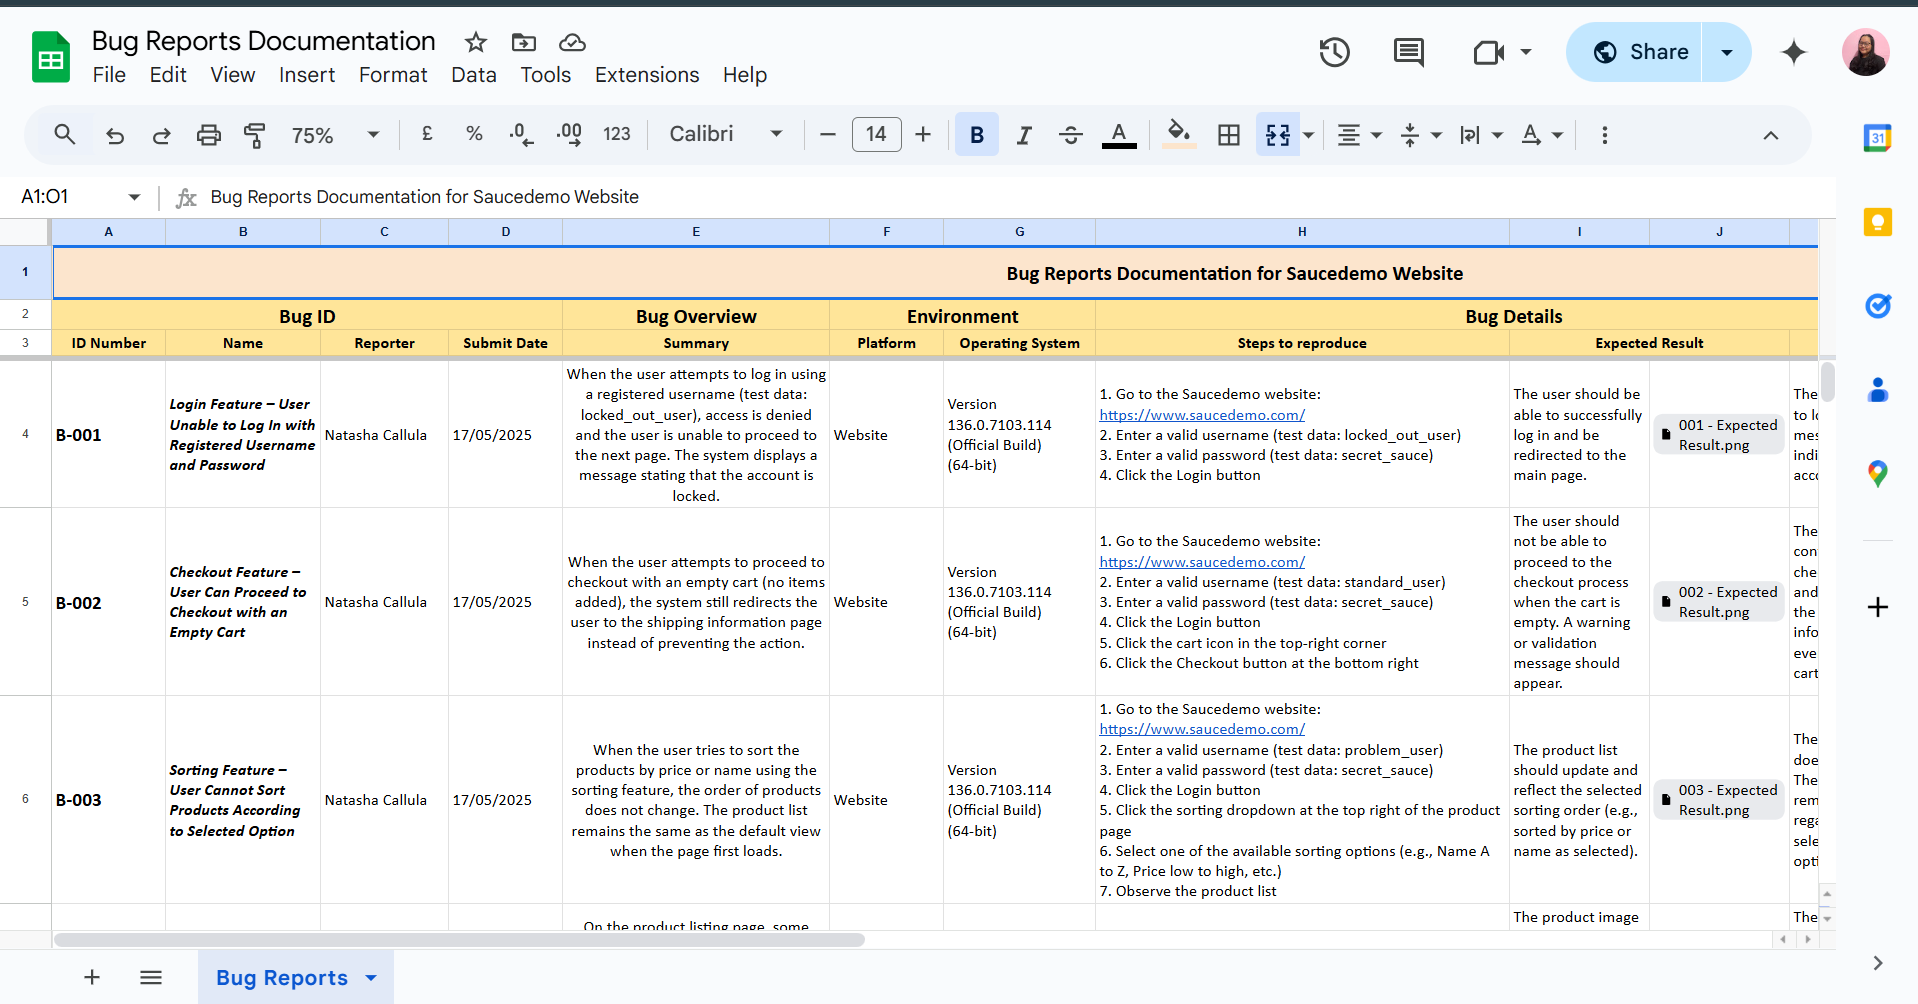 Bug Reports Documentation
File Edit View Insert Format Data Tools Extensions Help
Share
75% £ % .0 .00 123 Calibri 14 B I A A
31
A1:O1 fx Bug Reports Documentation for Saucedemo Website
A B C D E F G H I J
1 Bug Reports Documentation for Saucedemo Website
2 Bug ID Bug Overview Environment Bug Details
3 ID Number Name Reporter Submit Date Summary Platform Operating System Steps to reproduce Expected Result
4
B-001
Login Feature – User
Unable to Log In with
Registered Username
and Password
Natasha Callula
17/05/2025
When the user attempts to log in using
a registered username (test data:
locked_out_user), access is denied
and the user is unable to proceed to
the next page. The system displays a
message stating that the account is
locked.
Website
Version
136.0.7103.114
(Official Build)
(64-bit)
1. Go to the Saucedemo website:
https://www.saucedemo.com/
2. Enter a valid username (test data: locked_out_user)
3. Enter a valid password (test data: secret_sauce)
4. Click the Login button
The user should be
able to successfully
log in and be
redirected to the
main page.
001 - Expected
Result.png
The
to l
mes
indi
acc
5
B-002
Checkout Feature –
User Can Proceed to
Checkout with an
Empty Cart
Natasha Callula
17/05/2025
When the user attempts to proceed to
checkout with an empty cart (no items
added), the system still redirects the
user to the shipping information page
instead of preventing the action.
Website
Version
136.0.7103.114
(Official Build)
(64-bit)
1. Go to the Saucedemo website:
https://www.saucedemo.com/
2. Enter a valid username (test data: standard_user)
3. Enter a valid password (test data: secret_sauce)
4. Click the Login button
5. Click the cart icon in the top-right corner
6. Click the Checkout button at the bottom right
The user should
not be able to
proceed to the
checkout process
when the cart is
empty. A warning
or validation
message should
appear.
002 - Expected
Result.png
The
con
che
and
the
info
eve
cart
6
B-003
Sorting Feature –
User Cannot Sort
Products According
to Selected Option
Natasha Callula
17/05/2025
When the user tries to sort the
products by price or name using the
sorting feature, the order of products
does not change. The product list
remains the same as the default view
when the page first loads.
Website
Version
136.0.7103.114
(Official Build)
(64-bit)
1. Go to the Saucedemo website:
https://www.saucedemo.com/
2. Enter a valid username (test data: problem_user)
3. Enter a valid password (test data: secret_sauce)
4. Click the Login button
5. Click the sorting dropdown at the top right of the product
page
6. Select one of the available sorting options (e.g., Name A
to Z, Price low to high, etc.)
7. Observe the product list
The product list
should update and
reflect the selected
sorting order (e.g.,
sorted by price or
name as selected).
003 - Expected
Result.png
The
doe
The
rem
rega
sele
opti
On the product listing page, some
The product image
The
Bug Reports